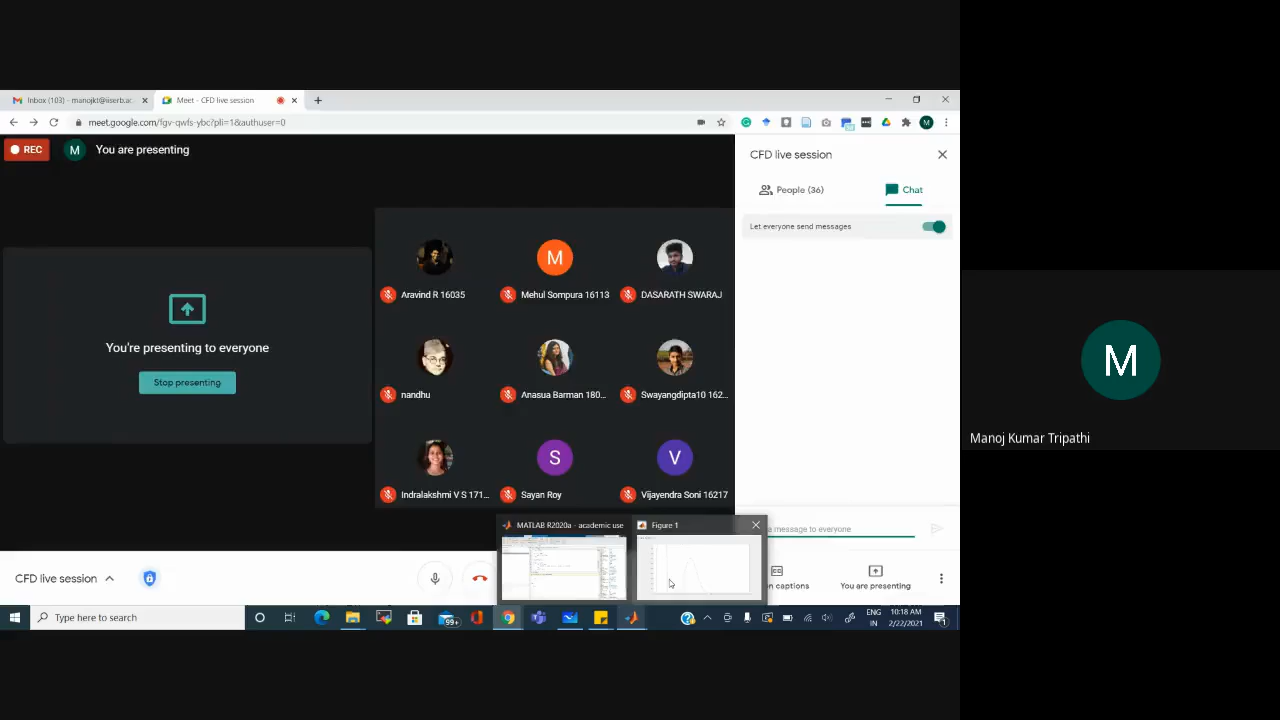 Inbox (103) - manojkt@iiserb.ac
Meet - CFD live session
meet.google.com/fgv-qwfs-ybc?pli=1&authuser=0
M
REC
M
You are presenting
CFD live session
People (36)
Chat
Let everyone send messages
M
Aravind R 16035
Mehul Sompura 16113
DASARATH SWARAJ
You're presenting to everyone
Stop presenting
nandhu
Anasua Barman 180...
Swayangdipta10 162...
S
V
Indralakshmi V S 171...
Sayan Roy
Vijayendra Soni 16217
M
Manoj Kumar Tripathi
MATLAB R2020a - academic use
Figure 1
message to everyone
CFD live session
n captions
You are presenting
Type here to search
99+
ENG
IN
10:18 AM
2/22/2021